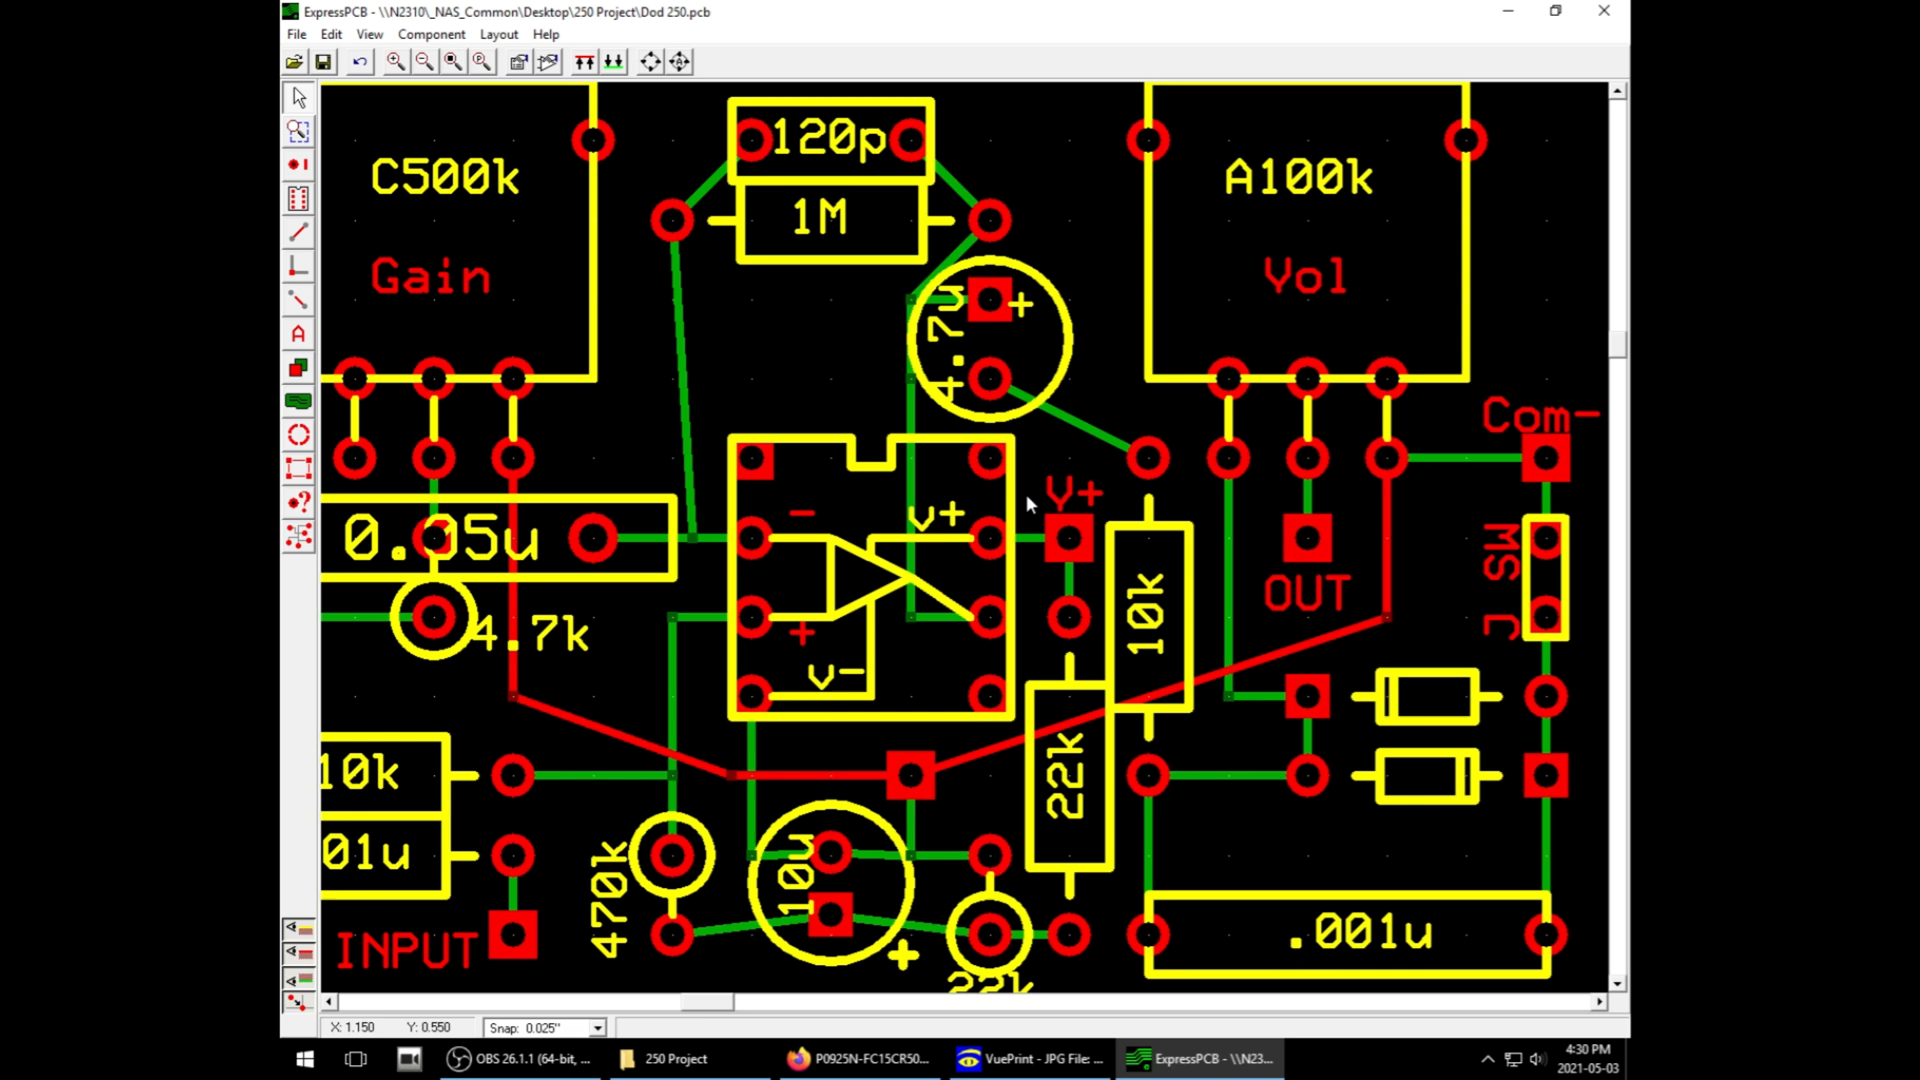 ExpressPCB - \\N2310\_NAS_Common\Desktop\250 Project\Dod 250.pcb
File Edit View Component Layout Help
120p
C500k
A100k
1M
Gain
Vol
4.7u
+
Com-
V+
- v+
0.05u
10k
MS C
OUT
4.7k
+
v-
22k
10k
01u
10u
470k
.001u
INPUT
+
22k
X: 1.150 Y: 0.550 Snap: 0.025"
OBS 26.1.1 (64-bit, ...
250 Project
P0925N-FC15CR50...
VuePrint - JPG File: ...
ExpressPCB - \\N23...
4:30 PM
2021-05-03